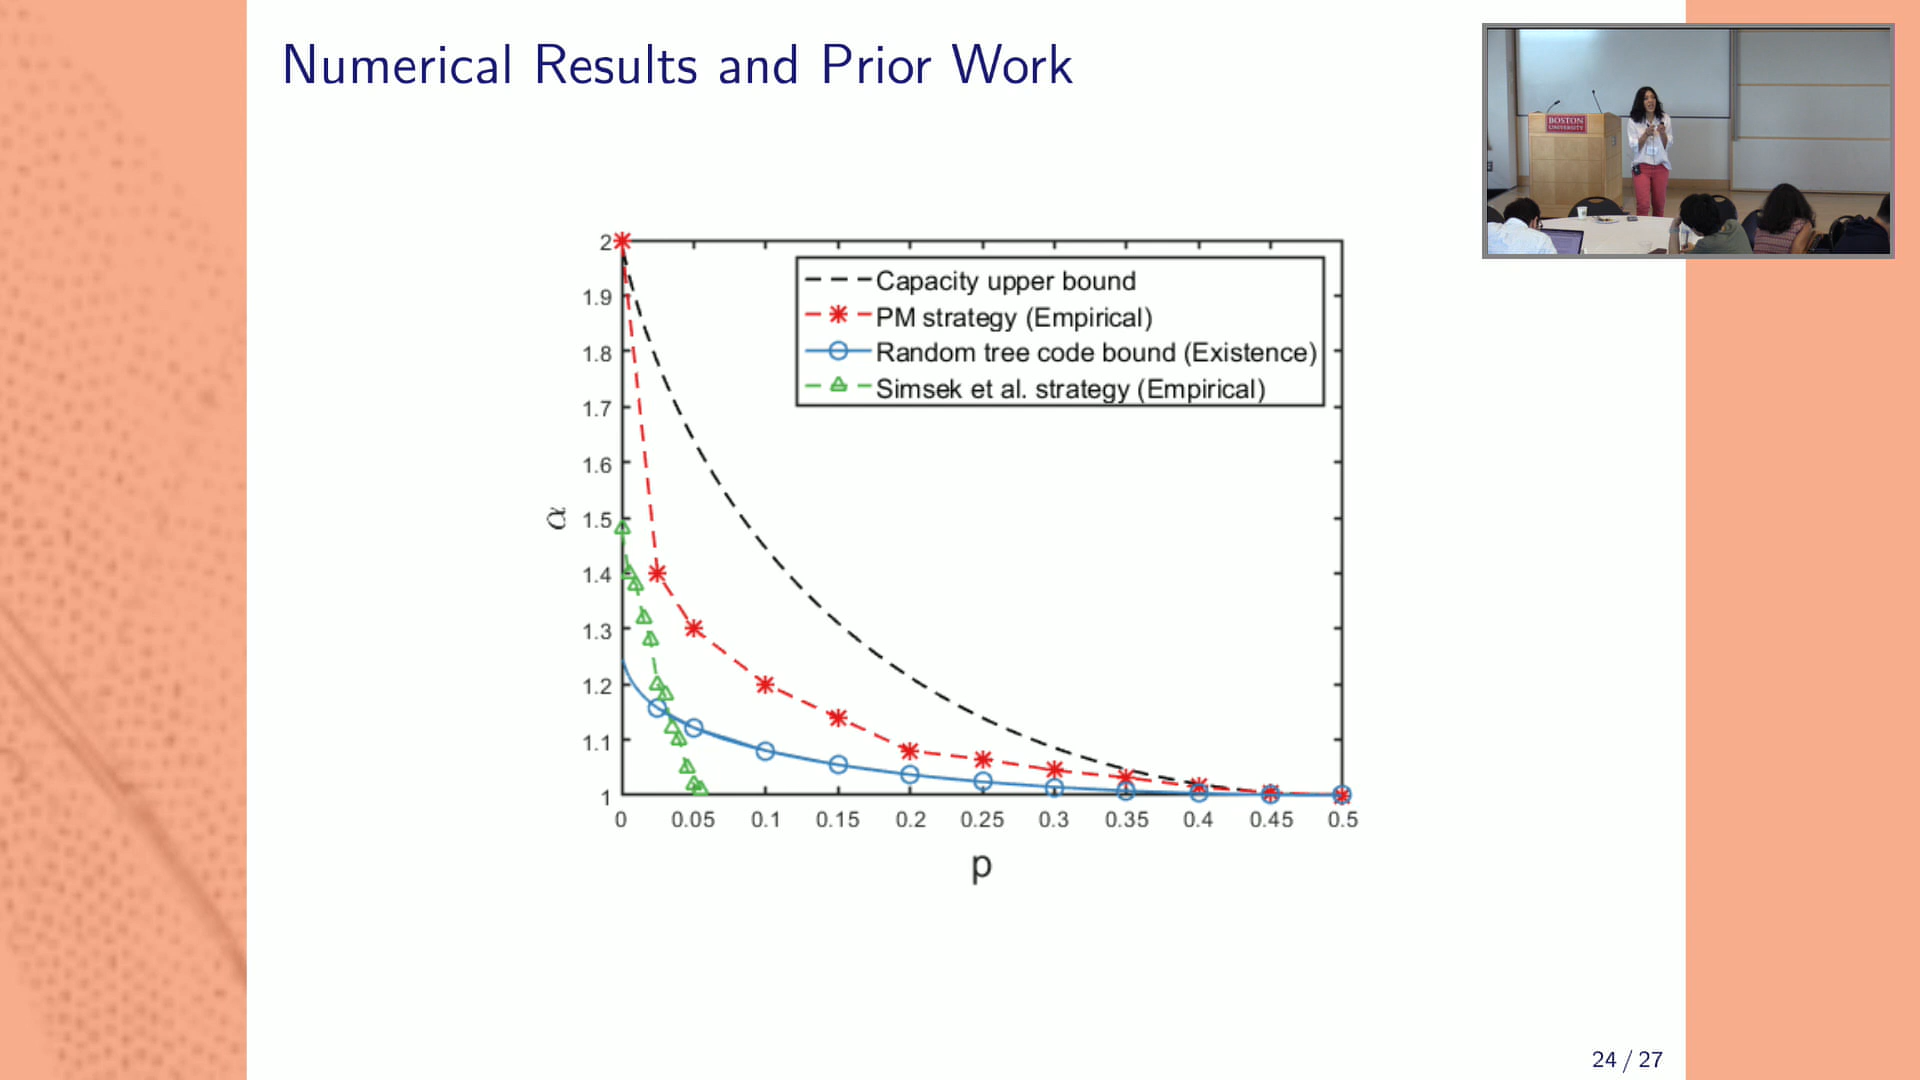 Numerical Results and Prior Work
BOSTON
UNIVERSITY
Capacity upper bound
PM strategy (Empirical)
Random tree code bound (Existence)
Simsek et al. strategy (Empirical)
2
1.9
1.8
1.7
1.6
1.5
1.4
1.3
1.2
1.1
1
α
0 0.05 0.1 0.15 0.2 0.25 0.3 0.35 0.4 0.45 0.5
p
24 / 27